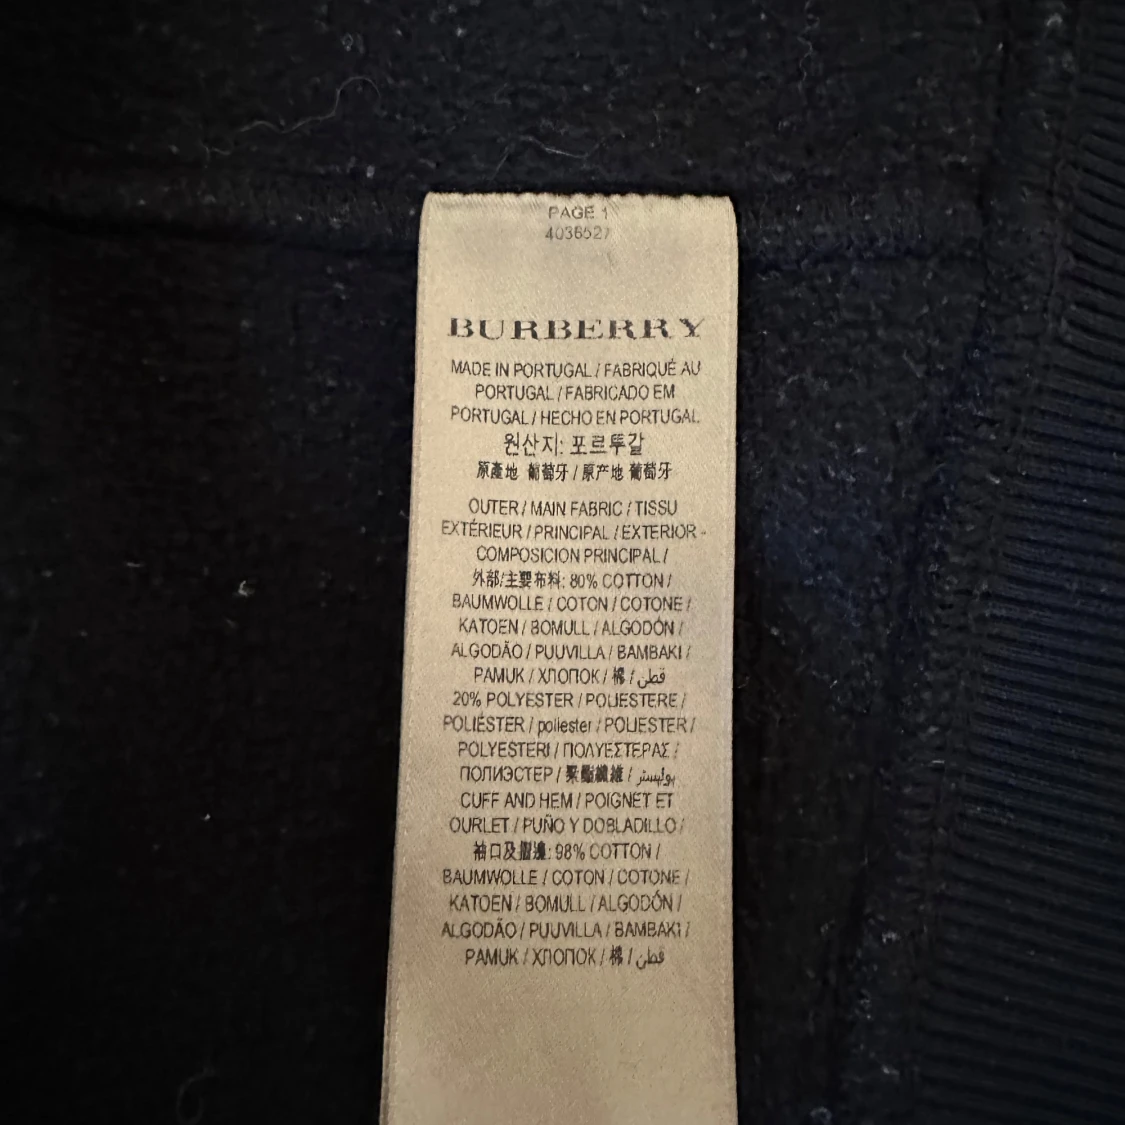 PAGE 1
4036527
BURBERRY
MADE IN PORTUGAL / FABRIQUÉ AU
PORTUGAL / FABRICADO EM
PORTUGAL / HECHO EN PORTUGAL
원산지: 포르투갈
原產地 葡萄牙 / 原产地 葡萄牙
OUTER / MAIN FABRIC / TISSU
EXTÉRIEUR / PRINCIPAL / EXTERIOR -
COMPOSICION PRINCIPAL /
外部/主要布料: 80% COTTON /
BAUMWOLLE / COTON / COTONE /
KATOEN / BOMULL / ALGODÓN /
ALGODÃO / PUUVILLA / BAMBAKI /
PAMUK / ХЛОПОК / 棉 / قطن
20% POLYESTER / POLIESTERE /
POLIÉSTER / poliester / POLIESTER /
POLYESTERI / ΠΟΛΥΕΣΤΕΡΑΣ /
ПОЛИЭСТЕР / 聚酯纖維 / بوليستر
CUFF AND HEM / POIGNET ET
OURLET / PUÑO Y DOBLADILLO /
袖口及摺邊: 98% COTTON /
BAUMWOLLE / COTON / COTONE /
KATOEN / BOMULL / ALGODÓN /
ALGODÃO / PUUVILLA / BAMBAKI /
PAMUK / ХЛОПОК / 棉 / قطن